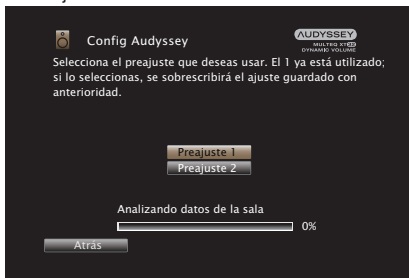 Config Audyssey
AUDYSSEY
MULTEQ XT32
DYNAMIC VOLUME
Selecciona el preajuste que deseas usar. El 1 ya está utilizado;
si lo seleccionas, se sobrescribirá el ajuste guardado con
anterioridad.
Preajuste 1
Preajuste 2
Analizando datos de la sala
0%
Atrás